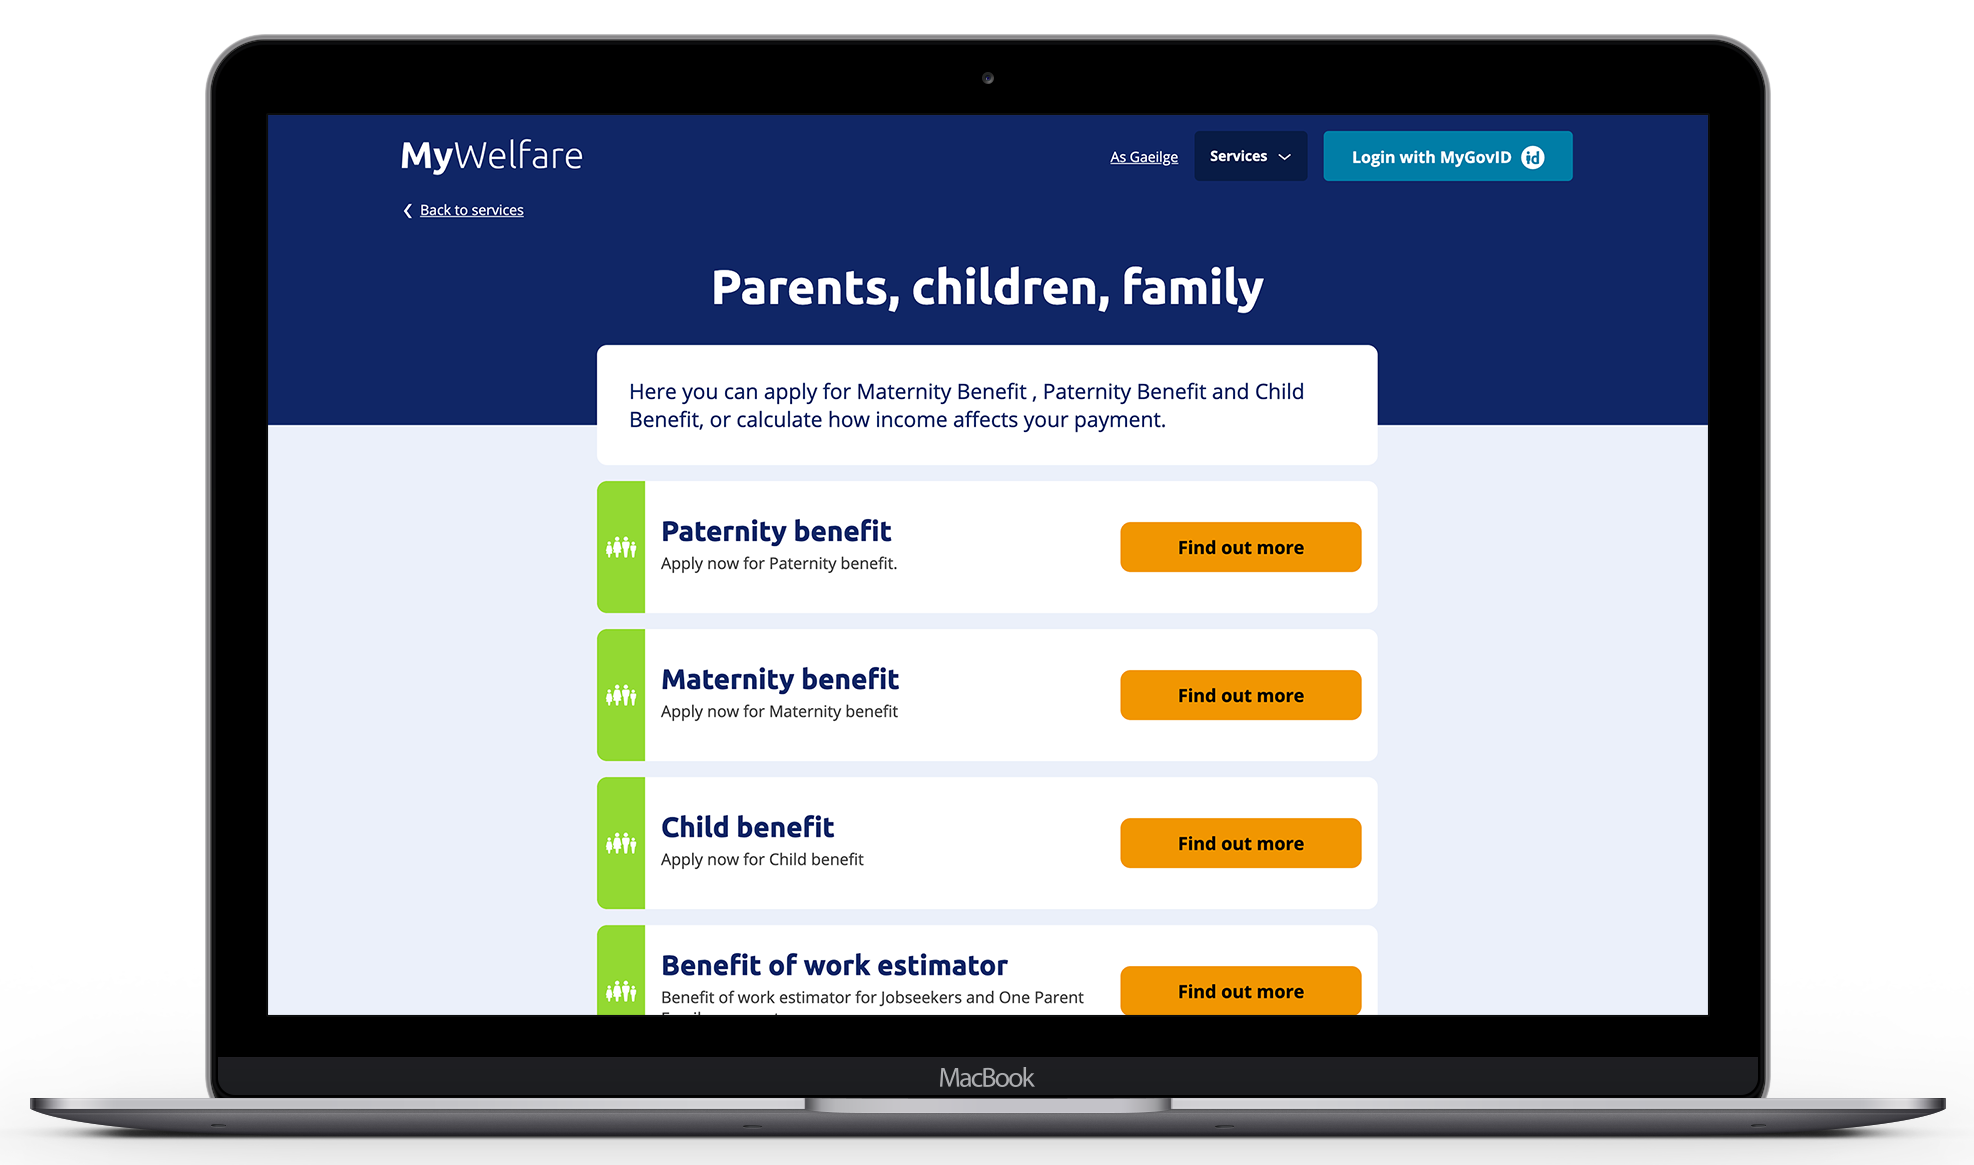 MyWelfare
As Gaeilge
Services
Login with MyGovID id
Back to services
Parents, children, family
Here you can apply for Maternity Benefit , Paternity Benefit and Child
Benefit, or calculate how income affects your payment.
Paternity benefit
Apply now for Paternity benefit.
Find out more
Maternity benefit
Apply now for Maternity benefit
Find out more
Child benefit
Apply now for Child benefit
Find out more
Benefit of work estimator
Benefit of work estimator for Jobseekers and One Parent
Find out more
MacBook